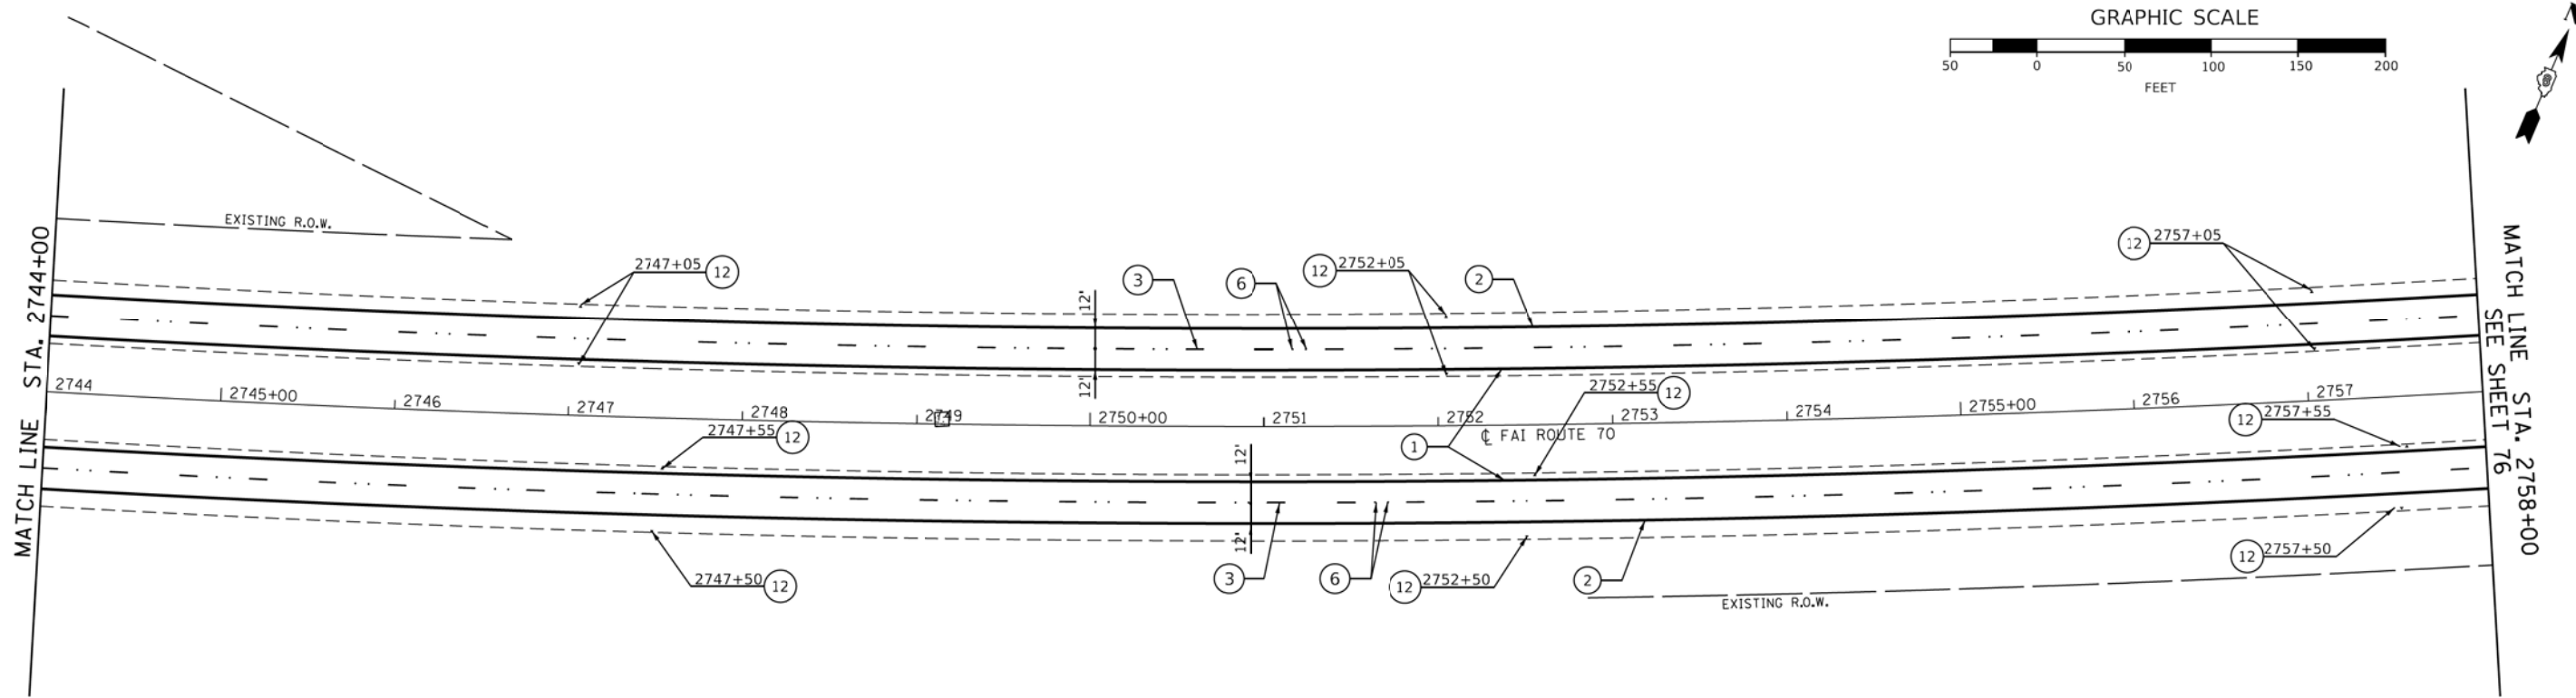 GRAPHIC SCALE
50 0 50 100 150 200
FEET
EXISTING R.O.W.
MATCH LINE STA. 2744+00
2747+05 12
12'
3
6
12 2752+05
2
12 2757+05
MATCH LINE STA. 2758+00
SEE SHEET 76
12'
2744 2745+00 2746 2747 2748 2749 2750+00 2751 2752 2753 2754 2755+00 2756 2757
2752+55 12
2747+55 12
12 2757+55
1
℄ FAI ROUTE 70
12'
12'
2747+50 12
3
6
12 2752+50
2
12 2757+50
EXISTING R.O.W.